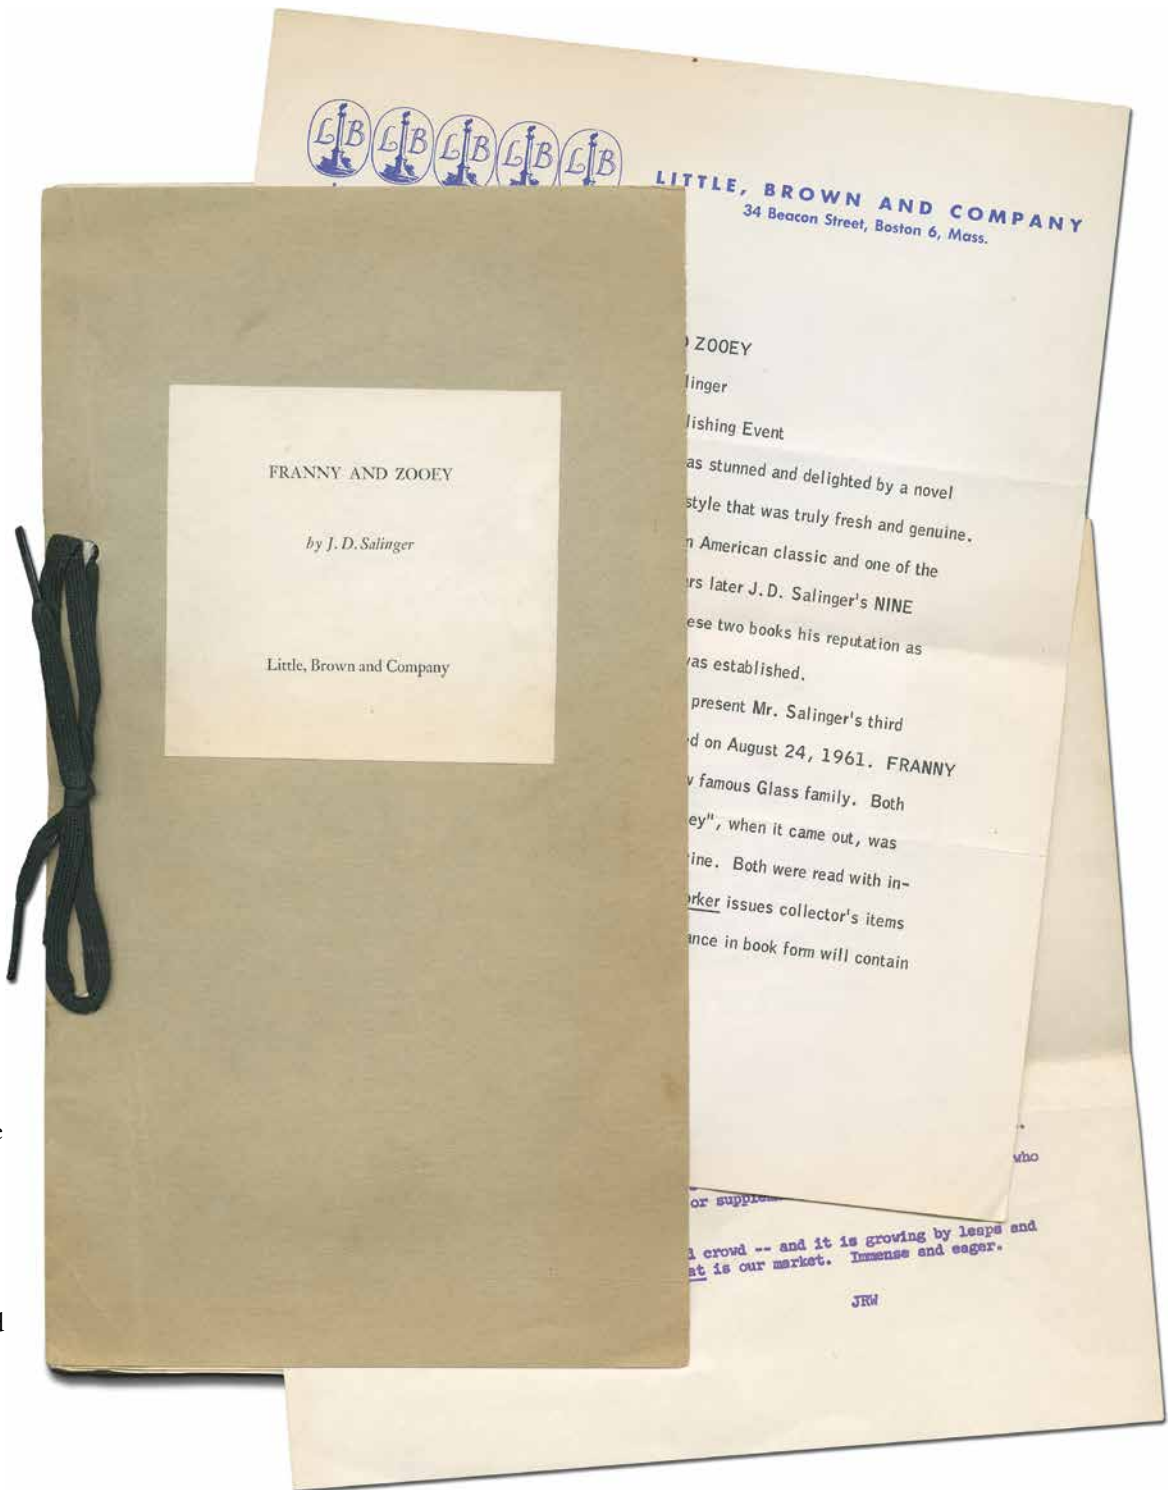 LB LB LB LB LB
LITTLE, BROWN AND COMPANY
34 Beacon Street, Boston 6, Mass.
FRANNY AND ZOOEY
by J. D. Salinger
Little, Brown and Company
ZOOEY
linger
lishing Event
as stunned and delighted by a novel
style that was truly fresh and genuine.
n American classic and one of the
rs later J.D. Salinger's NINE
ese two books his reputation as
as established.
present Mr. Salinger's third
d on August 24, 1961. FRANNY
famous Glass family. Both
ey", when it came out, was
ine. Both were read with in-
orker issues collector's items
ance in book form will contain
who
or
d crowd -- and it is growing by leaps and
at is our market. Immense and eager.
JRW